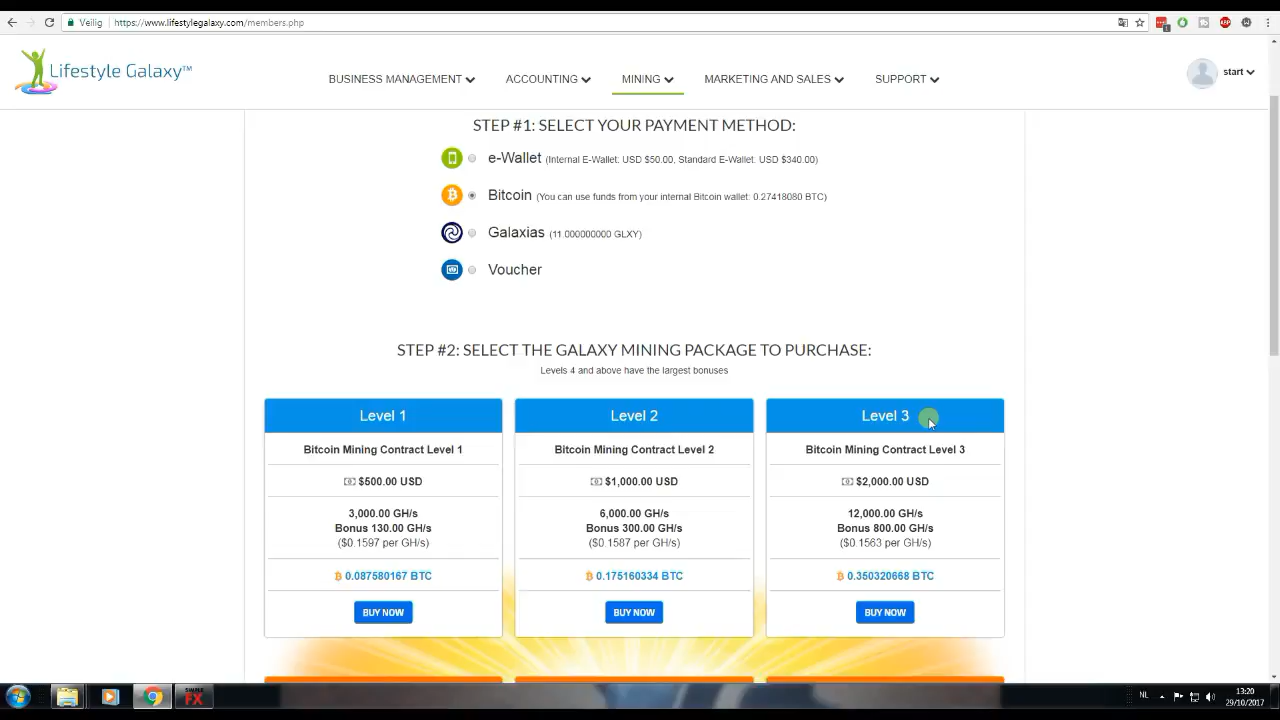 Veilig
https://www.lifestylegalaxy.com/members.php
Lifestyle Galaxy™
BUSINESS MANAGEMENT
ACCOUNTING
MINING
MARKETING AND SALES
SUPPORT
start
STEP #1: SELECT YOUR PAYMENT METHOD:
e-Wallet (Internal E-Wallet: USD $50.00, Standard E-Wallet: USD $340.00)
Bitcoin (You can use funds from your internal Bitcoin wallet: 0.27418080 BTC)
Galaxias (11.000000000 GLXY)
Voucher
STEP #2: SELECT THE GALAXY MINING PACKAGE TO PURCHASE:
Levels 4 and above have the largest bonuses
Level 1
Bitcoin Mining Contract Level 1
$500.00 USD
3,000.00 GH/s
Bonus 130.00 GH/s
($0.1597 per GH/s)
0.087580167 BTC
BUY NOW
Level 2
Bitcoin Mining Contract Level 2
$1,000.00 USD
6,000.00 GH/s
Bonus 300.00 GH/s
($0.1587 per GH/s)
0.175160334 BTC
BUY NOW
Level 3
Bitcoin Mining Contract Level 3
$2,000.00 USD
12,000.00 GH/s
Bonus 800.00 GH/s
($0.1563 per GH/s)
0.350320668 BTC
BUY NOW
SIMPLE
FX
NL
13:20
29/10/2017